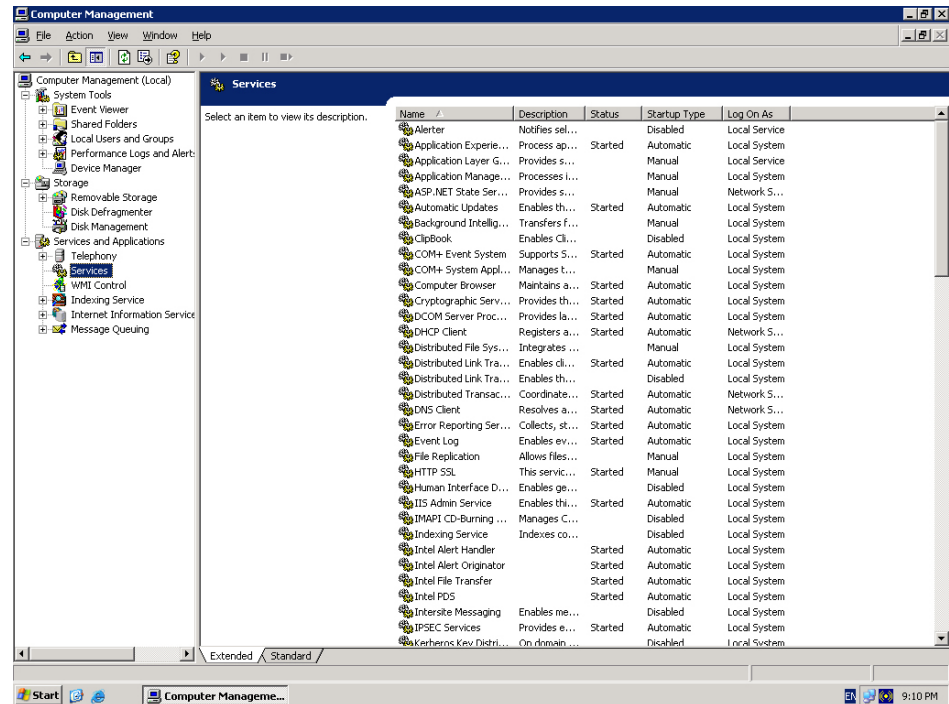 Computer Management
File Action View Window Help
Computer Management (Local)
System Tools
Event Viewer
Shared Folders
Local Users and Groups
Performance Logs and Alert:
Device Manager
Storage
Removable Storage
Disk Defragmenter
Disk Management
Services and Applications
Telephony
Services
WMI Control
Indexing Service
Internet Information Service
Message Queuing
Services
Select an item to view its description.
Name Description Status Startup Type Log On As
Alerter Notifies sel... Disabled Local Service
Application Experie... Process ap... Started Automatic Local System
Application Layer G... Provides s... Manual Local Service
Application Manage... Processes i... Manual Local System
ASP.NET State Ser... Provides s... Manual Network S...
Automatic Updates Enables th... Started Automatic Local System
Background Intellig... Transfers f... Manual Local System
ClipBook Enables Cli... Disabled Local System
COM+ Event System Supports S... Started Automatic Local System
COM+ System Appl... Manages t... Manual Local System
Computer Browser Maintains a... Started Automatic Local System
Cryptographic Serv... Provides th... Started Automatic Local System
DCOM Server Proc... Provides la... Started Automatic Local System
DHCP Client Registers a... Started Automatic Network S...
Distributed File Sys... Integrates ... Manual Local System
Distributed Link Tra... Enables cli... Started Automatic Local System
Distributed Link Tra... Enables th... Disabled Local System
Distributed Transac... Coordinate... Started Automatic Network S...
DNS Client Resolves a... Started Automatic Network S...
Error Reporting Ser... Collects, st... Started Automatic Local System
Event Log Enables ev... Started Automatic Local System
File Replication Allows files... Manual Local System
HTTP SSL This servic... Started Manual Local System
Human Interface D... Enables ge... Disabled Local System
IIS Admin Service Enables thi... Started Automatic Local System
IMAPI CD-Burning ... Manages C... Disabled Local System
Indexing Service Indexes co... Disabled Local System
Intel Alert Handler Started Automatic Local System
Intel Alert Originator Started Automatic Local System
Intel File Transfer Started Automatic Local System
Intel PDS Started Automatic Local System
Intersite Messaging Enables me... Disabled Local System
IPSEC Services Provides e... Started Automatic Local System
Kerberos Key Distri... On domain ... Disabled Local System
Extended Standard
Start Computer Manageme... EN 9:10 PM